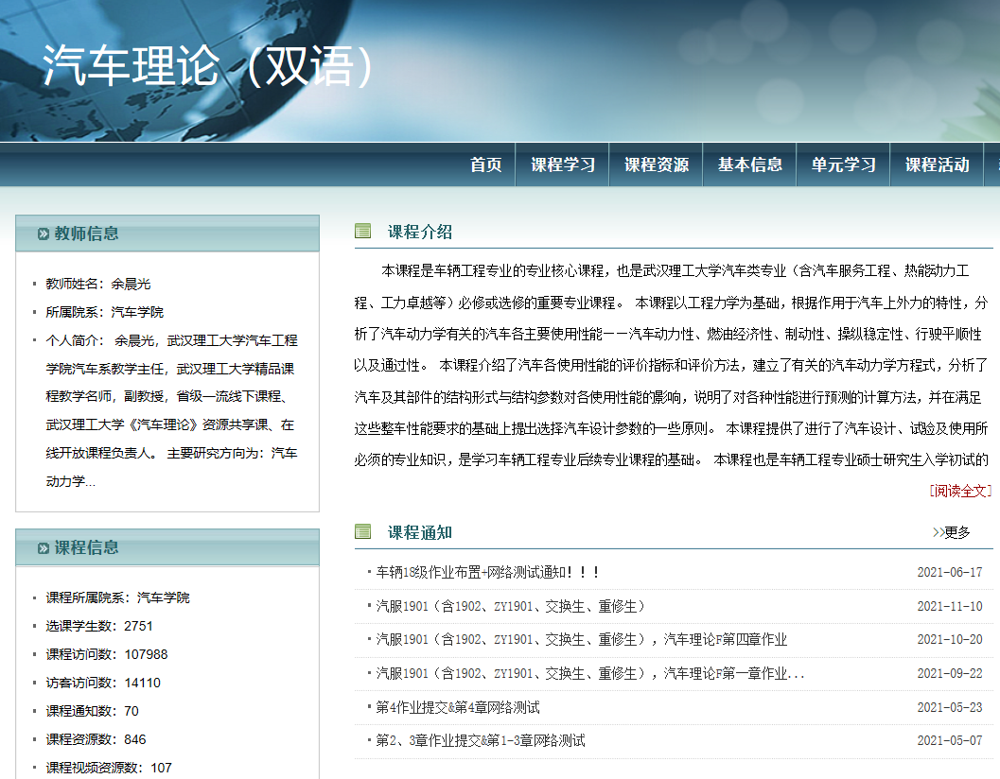 汽车理论（双语）
首页 课程学习 课程资源 基本信息 单元学习 课程活动
教师信息
教师姓名：余晨光
所属院系：汽车学院
个人简介： 余晨光，武汉理工大学汽车工程
学院汽车系教学主任，武汉理工大学精品课
程教学名师，副教授，省级一流线下课程、
武汉理工大学《汽车理论》资源共享课、在
线开放课程负责人。 主要研究方向为：汽车
动力学...
课程信息
课程所属院系：汽车学院
选课学生数：2751
课程访问数：107988
访客访问数：14110
课程通知数：70
课程资源数：846
课程视频资源数：107
课程介绍
本课程是车辆工程专业的专业核心课程，也是武汉理工大学汽车类专业（含汽车服务工程、热能动力工
程、工力卓越等）必修或选修的重要专业课程。 本课程以工程力学为基础，根据作用于汽车上外力的特性，分
析了汽车动力学有关的汽车各主要使用性能——汽车动力性、燃油经济性、制动性、操纵稳定性、行驶平顺性
以及通过性。 本课程介绍了汽车各使用性能的评价指标和评价方法，建立了有关的汽车动力学方程式，分析了
汽车及其部件的结构形式与结构参数对各使用性能的影响，说明了对各种性能进行预测的计算方法，并在满足
这些整车性能要求的基础上提出选择汽车设计参数的一些原则。 本课程提供了进行了汽车设计、试验及使用所
必须的专业知识，是学习车辆工程专业后续专业课程的基础。 本课程也是车辆工程专业硕士研究生入学初试的
[阅读全文]
课程通知 >>更多
车辆18级作业布置+网络测试通知！！！ 2021-06-17
汽服1901（含1902、ZY1901、交换生、重修生） 2021-11-10
汽服1901（含1902、ZY1901、交换生、重修生），汽车理论F第四章作业 2021-10-20
汽服1901（含1902、ZY1901、交换生、重修生），汽车理论F第一章作业... 2021-09-22
第4作业提交&第4章网络测试 2021-05-23
第2、3章作业提交&第1-3章网络测试 2021-05-07